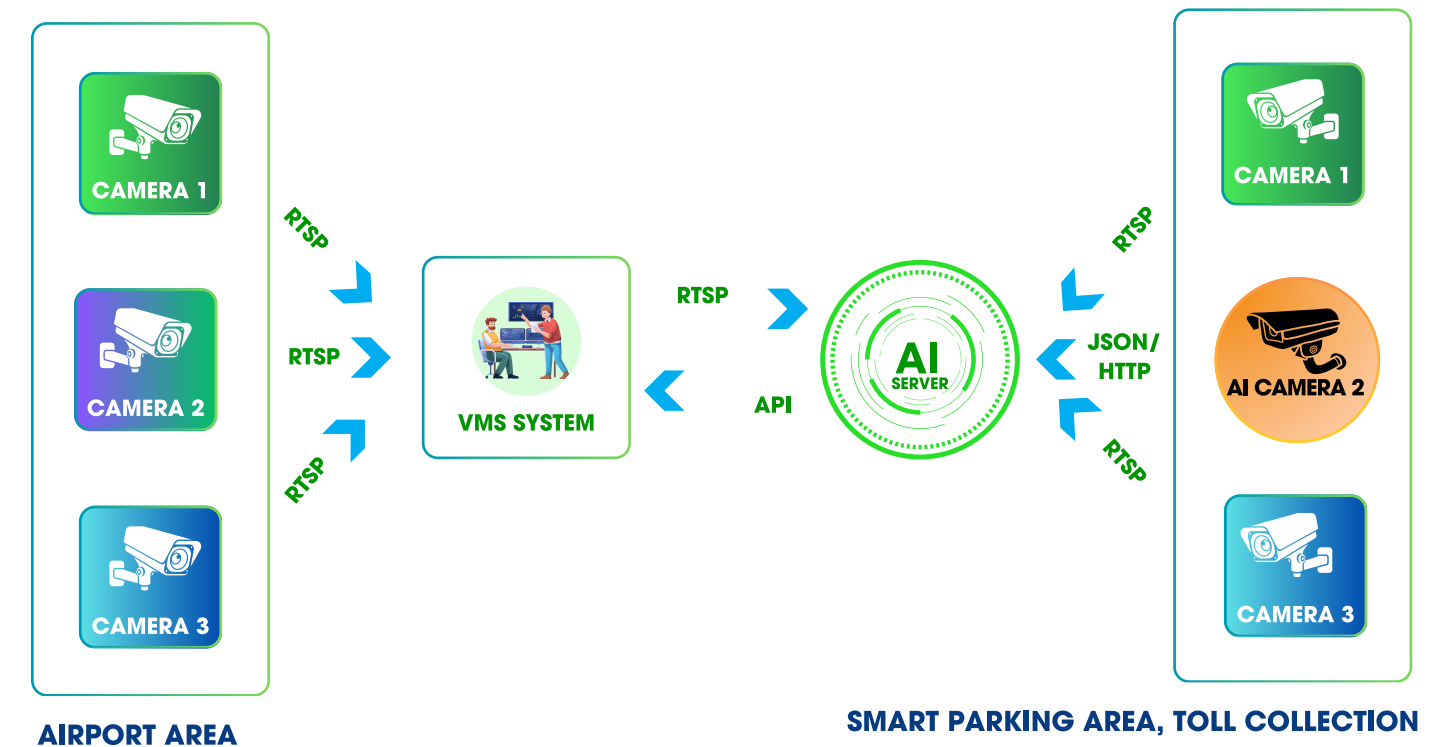 CAMERA 1
CAMERA 2
CAMERA 3
AIRPORT AREA
RTSP
RTSP
RTSP
VMS SYSTEM
RTSP
API
AI
SERVER
RTSP
JSON/
HTTP
RTSP
CAMERA 1
AI CAMERA 2
CAMERA 3
SMART PARKING AREA, TOLL COLLECTION